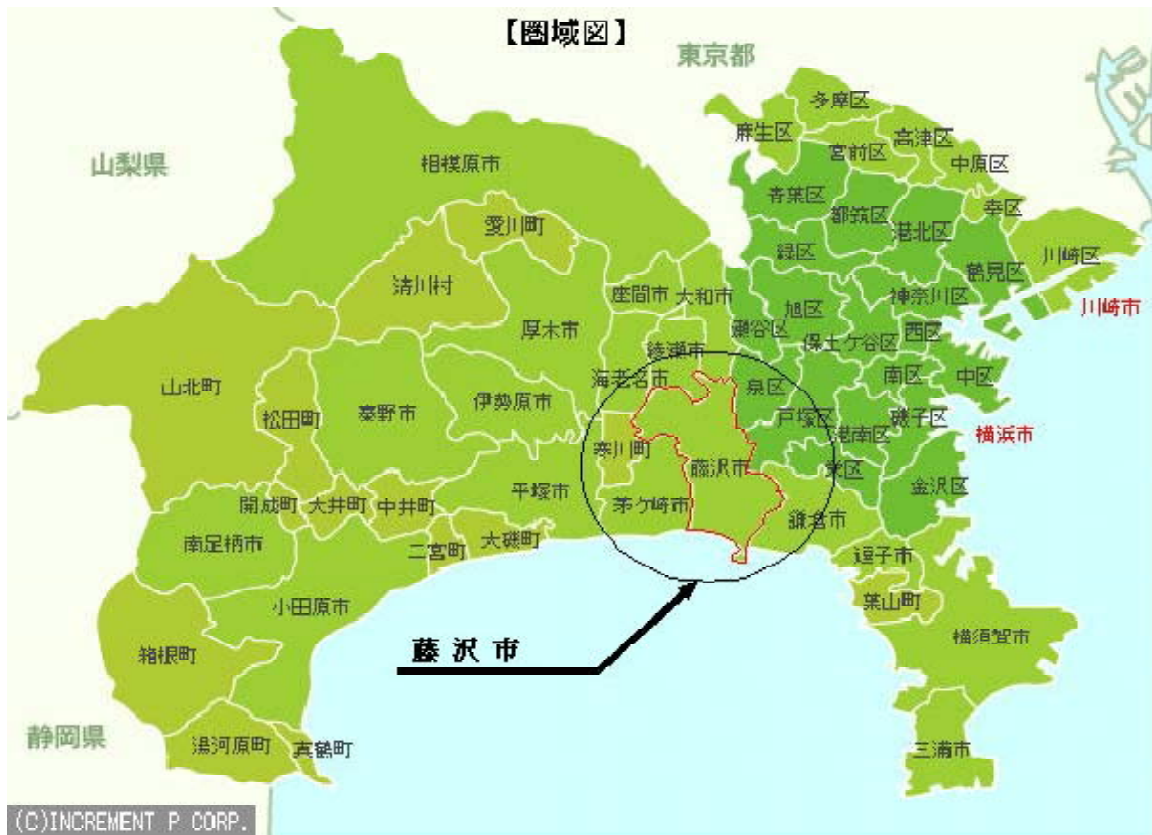 【圏域図】
東京都
多摩区
麻生区
高津区
宮前区
中原区
山梨県
相模原市
青葉区
幸区
都筑区
愛川町
港北区
緑区
川崎区
鶴見区
清川村
座間市
大和市
神奈川区
旭区
川崎市
厚木市
瀬谷区
西区
保土ケ谷区
綾瀬市
海老名市
南区
中区
山北町
泉区
秦野市
伊勢原市
松田町
戸塚区
磯子区
港南区
横浜市
寒川町
藤沢市
栄区
金沢区
平塚市
開成町
大井町
中井町
茅ケ崎市
鎌倉市
南足柄市
大磯町
二宮町
逗子市
小田原市
葉山町
横須賀市
藤沢市
箱根町
静岡県
湯河原町
真鶴町
三浦市
(C)INCREMENT P CORP.